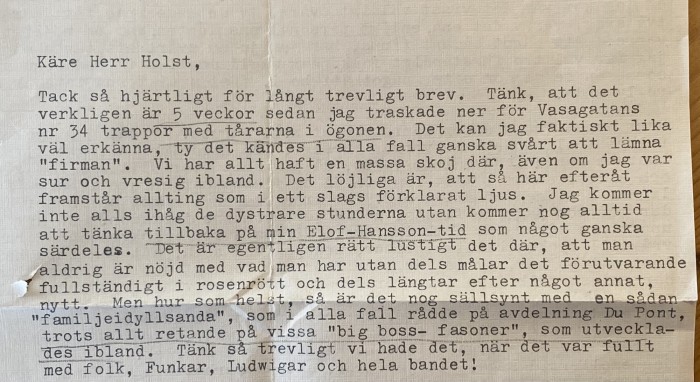 Käre Herr Holst,
Tack så hjärtligt för långt trevligt brev. Tänk, att det
verkligen är 5 veckor sedan jag traskade ner för Vasagatans
nr 34 trappor med tårarna i ögonen. Det kan jag faktiskt lika
väl erkänna, ty det kändes i alla fall ganska svårt att lämna
"firman". Vi har allt haft en massa skoj där, även om jag var
sur och vresig ibland. Det löjliga är, att så här efteråt
framstår allting som i ett slags förklarat ljus. Jag kommer
inte alls ihåg de dystrare stunderna utan kommer nog alltid
att tänka tillbaka på min Elof-Hansson-tid som något ganska
särdeles. Det är egentligen rätt lustigt det där, att man
aldrig är nöjd med vad man har utan dels målar det förutvarande
fullständigt i rosenrött och dels längtar efter något annat,
nytt. Men hur som helst, så är det nog sällsynt med en sådan
"familjeidyllsanda", som i alla fall rådde på avdelning Du Pont,
trots allt retande på vissa "big boss- fasoner", som utveckla-
des ibland. Tänk så trevligt vi hade det, när det var fullt
med folk, Funkar, Ludwigar och hela bandet!